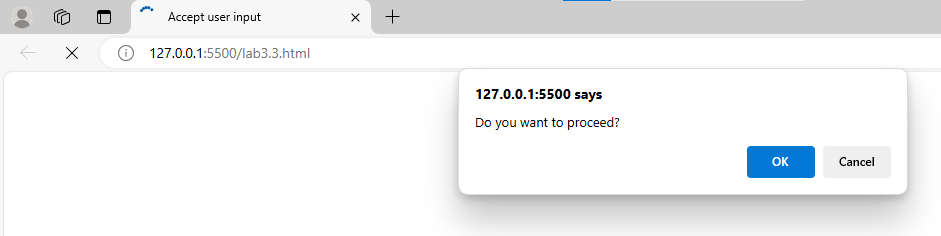 Accept user input
127.0.0.1:5500/lab3.3.html
127.0.0.1:5500 says
Do you want to proceed?
OK
Cancel